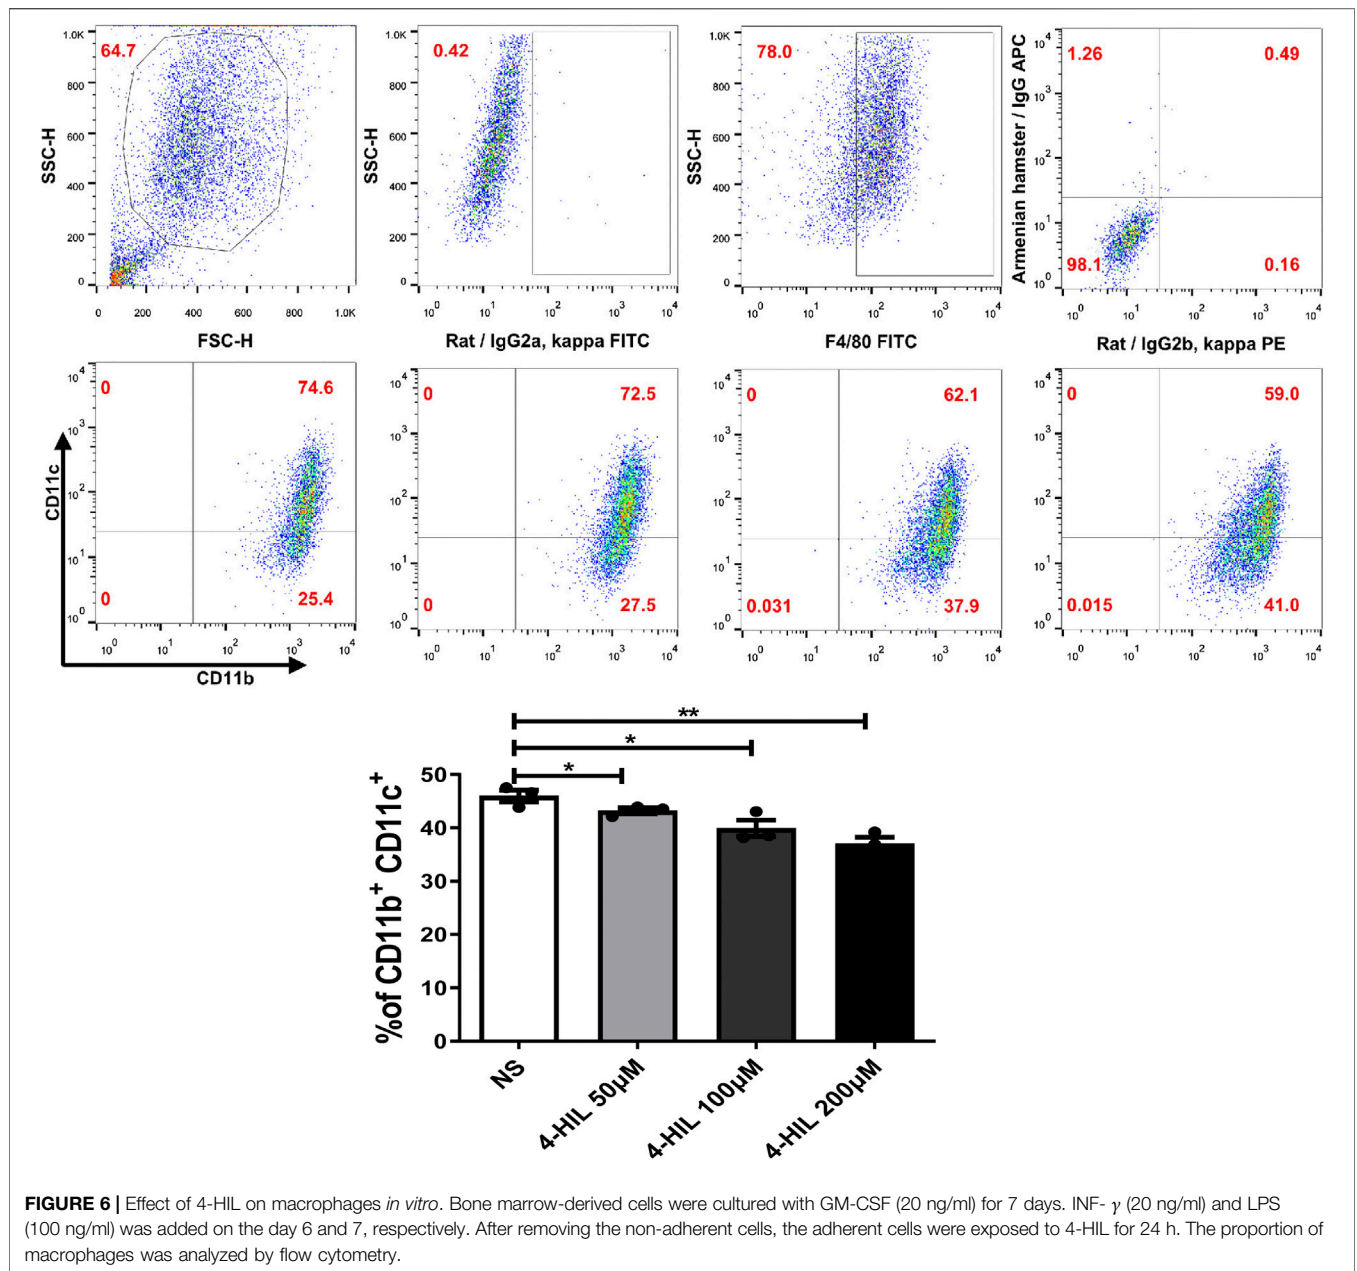 64.7
1.0K
800
600
400
200
0
SSC-H
0 200 400 600 800 1.0K
FSC-H
0.42
1.0K
800
600
400
200
0
SSC-H
10^0 10^1 10^2 10^3 10^4
Rat / IgG2a, kappa FITC
78.0
1.0K
800
600
400
200
0
SSC-H
10^0 10^1 10^2 10^3 10^4
F4/80 FITC
1.26 0.49
98.1 0.16
10^4
10^3
10^2
10^1
10^0
Armenian hamster / IgG APC
10^0 10^1 10^2 10^3 10^4
Rat / IgG2b, kappa PE
0 74.6
0 25.4
10^4
10^3
10^2
10^1
10^0
CD11c
10^0 10^1 10^2 10^3 10^4
CD11b
0 72.5
0 27.5
10^4
10^3
10^2
10^1
10^0
10^0 10^1 10^2 10^3 10^4
0 62.1
0.031 37.9
10^4
10^3
10^2
10^1
10^0
10^0 10^1 10^2 10^3 10^4
0 59.0
0.015 41.0
10^4
10^3
10^2
10^1
10^0
10^0 10^1 10^2 10^3 10^4
**
*
*
50
40
30
20
10
0
%of CD11b+ CD11c+
NS
4-HIL 50μM
4-HIL 100μM
4-HIL 200μM
FIGURE 6 | Effect of 4-HIL on macrophages in vitro. Bone marrow-derived cells were cultured with GM-CSF (20 ng/ml) for 7 days. INF- γ (20 ng/ml) and LPS
(100 ng/ml) was added on the day 6 and 7, respectively. After removing the non-adherent cells, the adherent cells were exposed to 4-HIL for 24 h. The proportion of
macrophages was analyzed by flow cytometry.